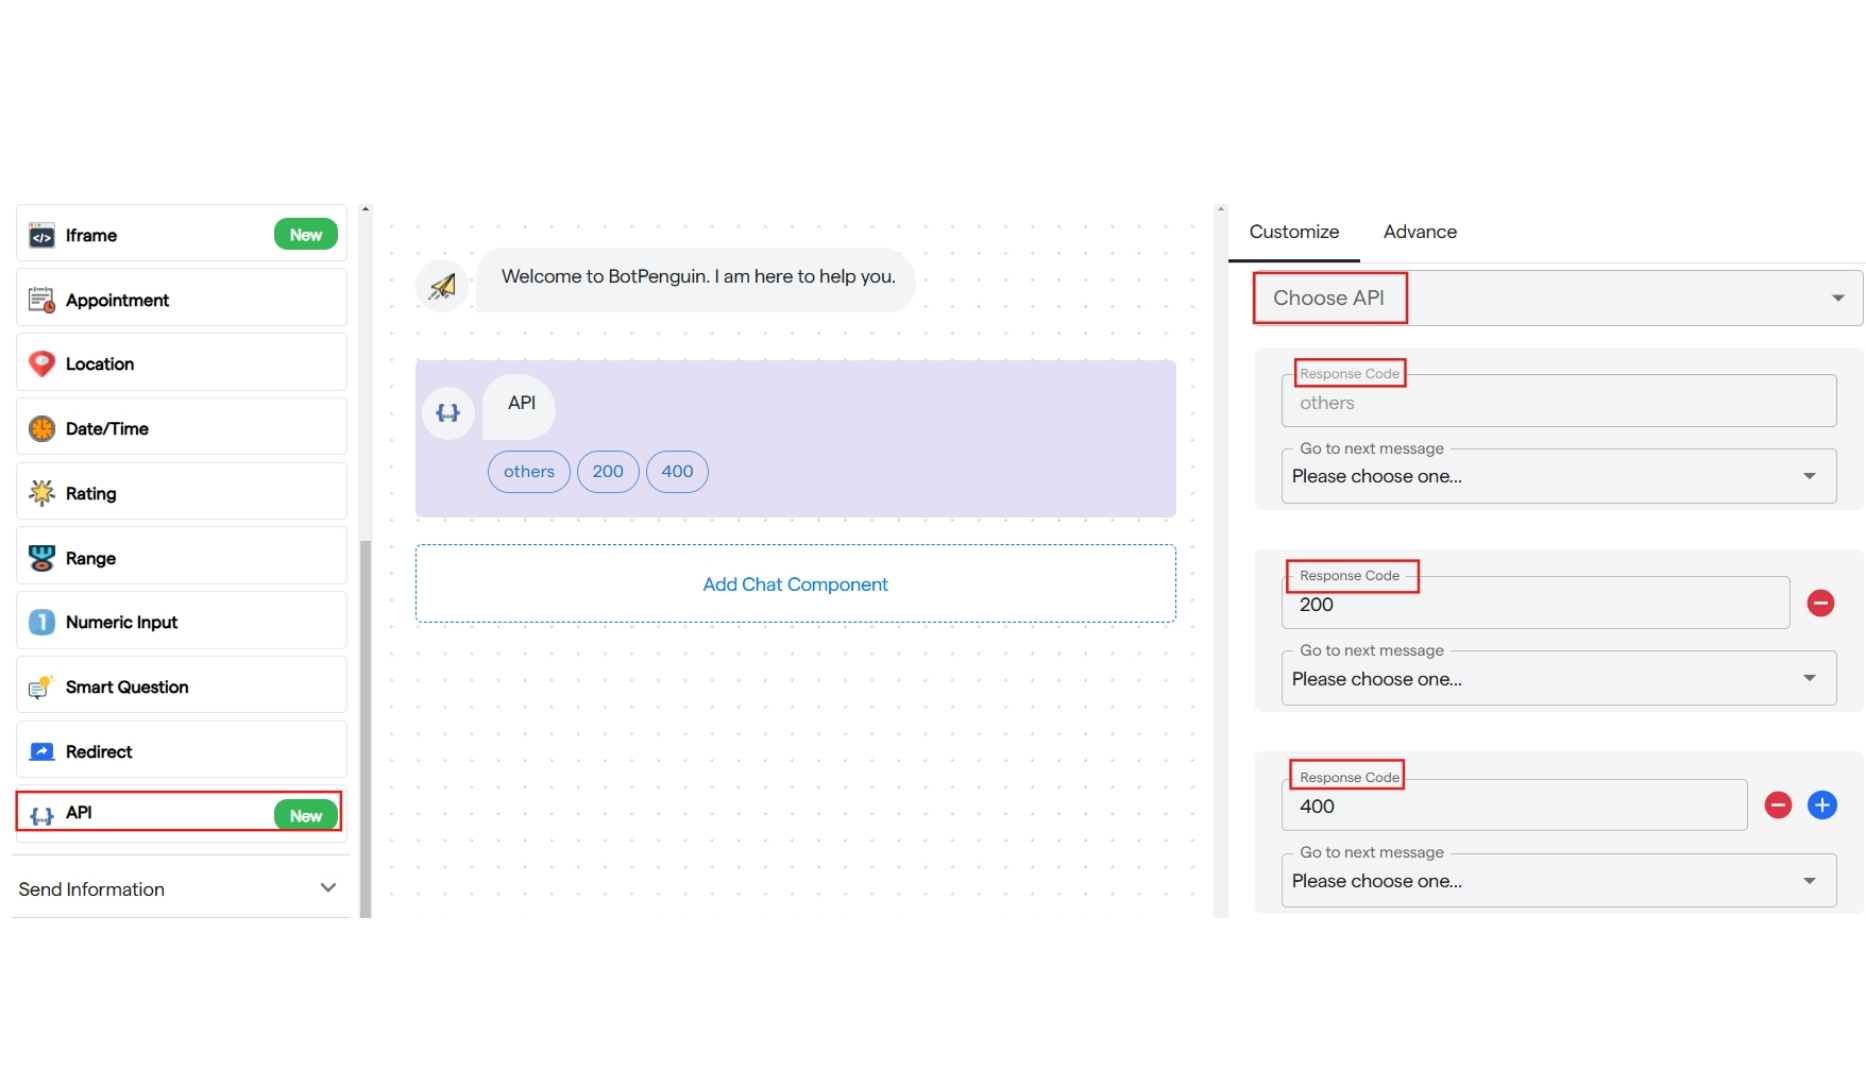 Iframe
New
Appointment
Location
Date/Time
Rating
Range
1
Numeric Input
Smart Question
Redirect
API
New
Send Information
Welcome to BotPenguin. I am here to help you.
API
others
200
400
Add Chat Component
Customize
Advance
Choose API
Response Code
others
Go to next message
Please choose one...
Response Code
200
Go to next message
Please choose one...
Response Code
400
Go to next message
Please choose one...